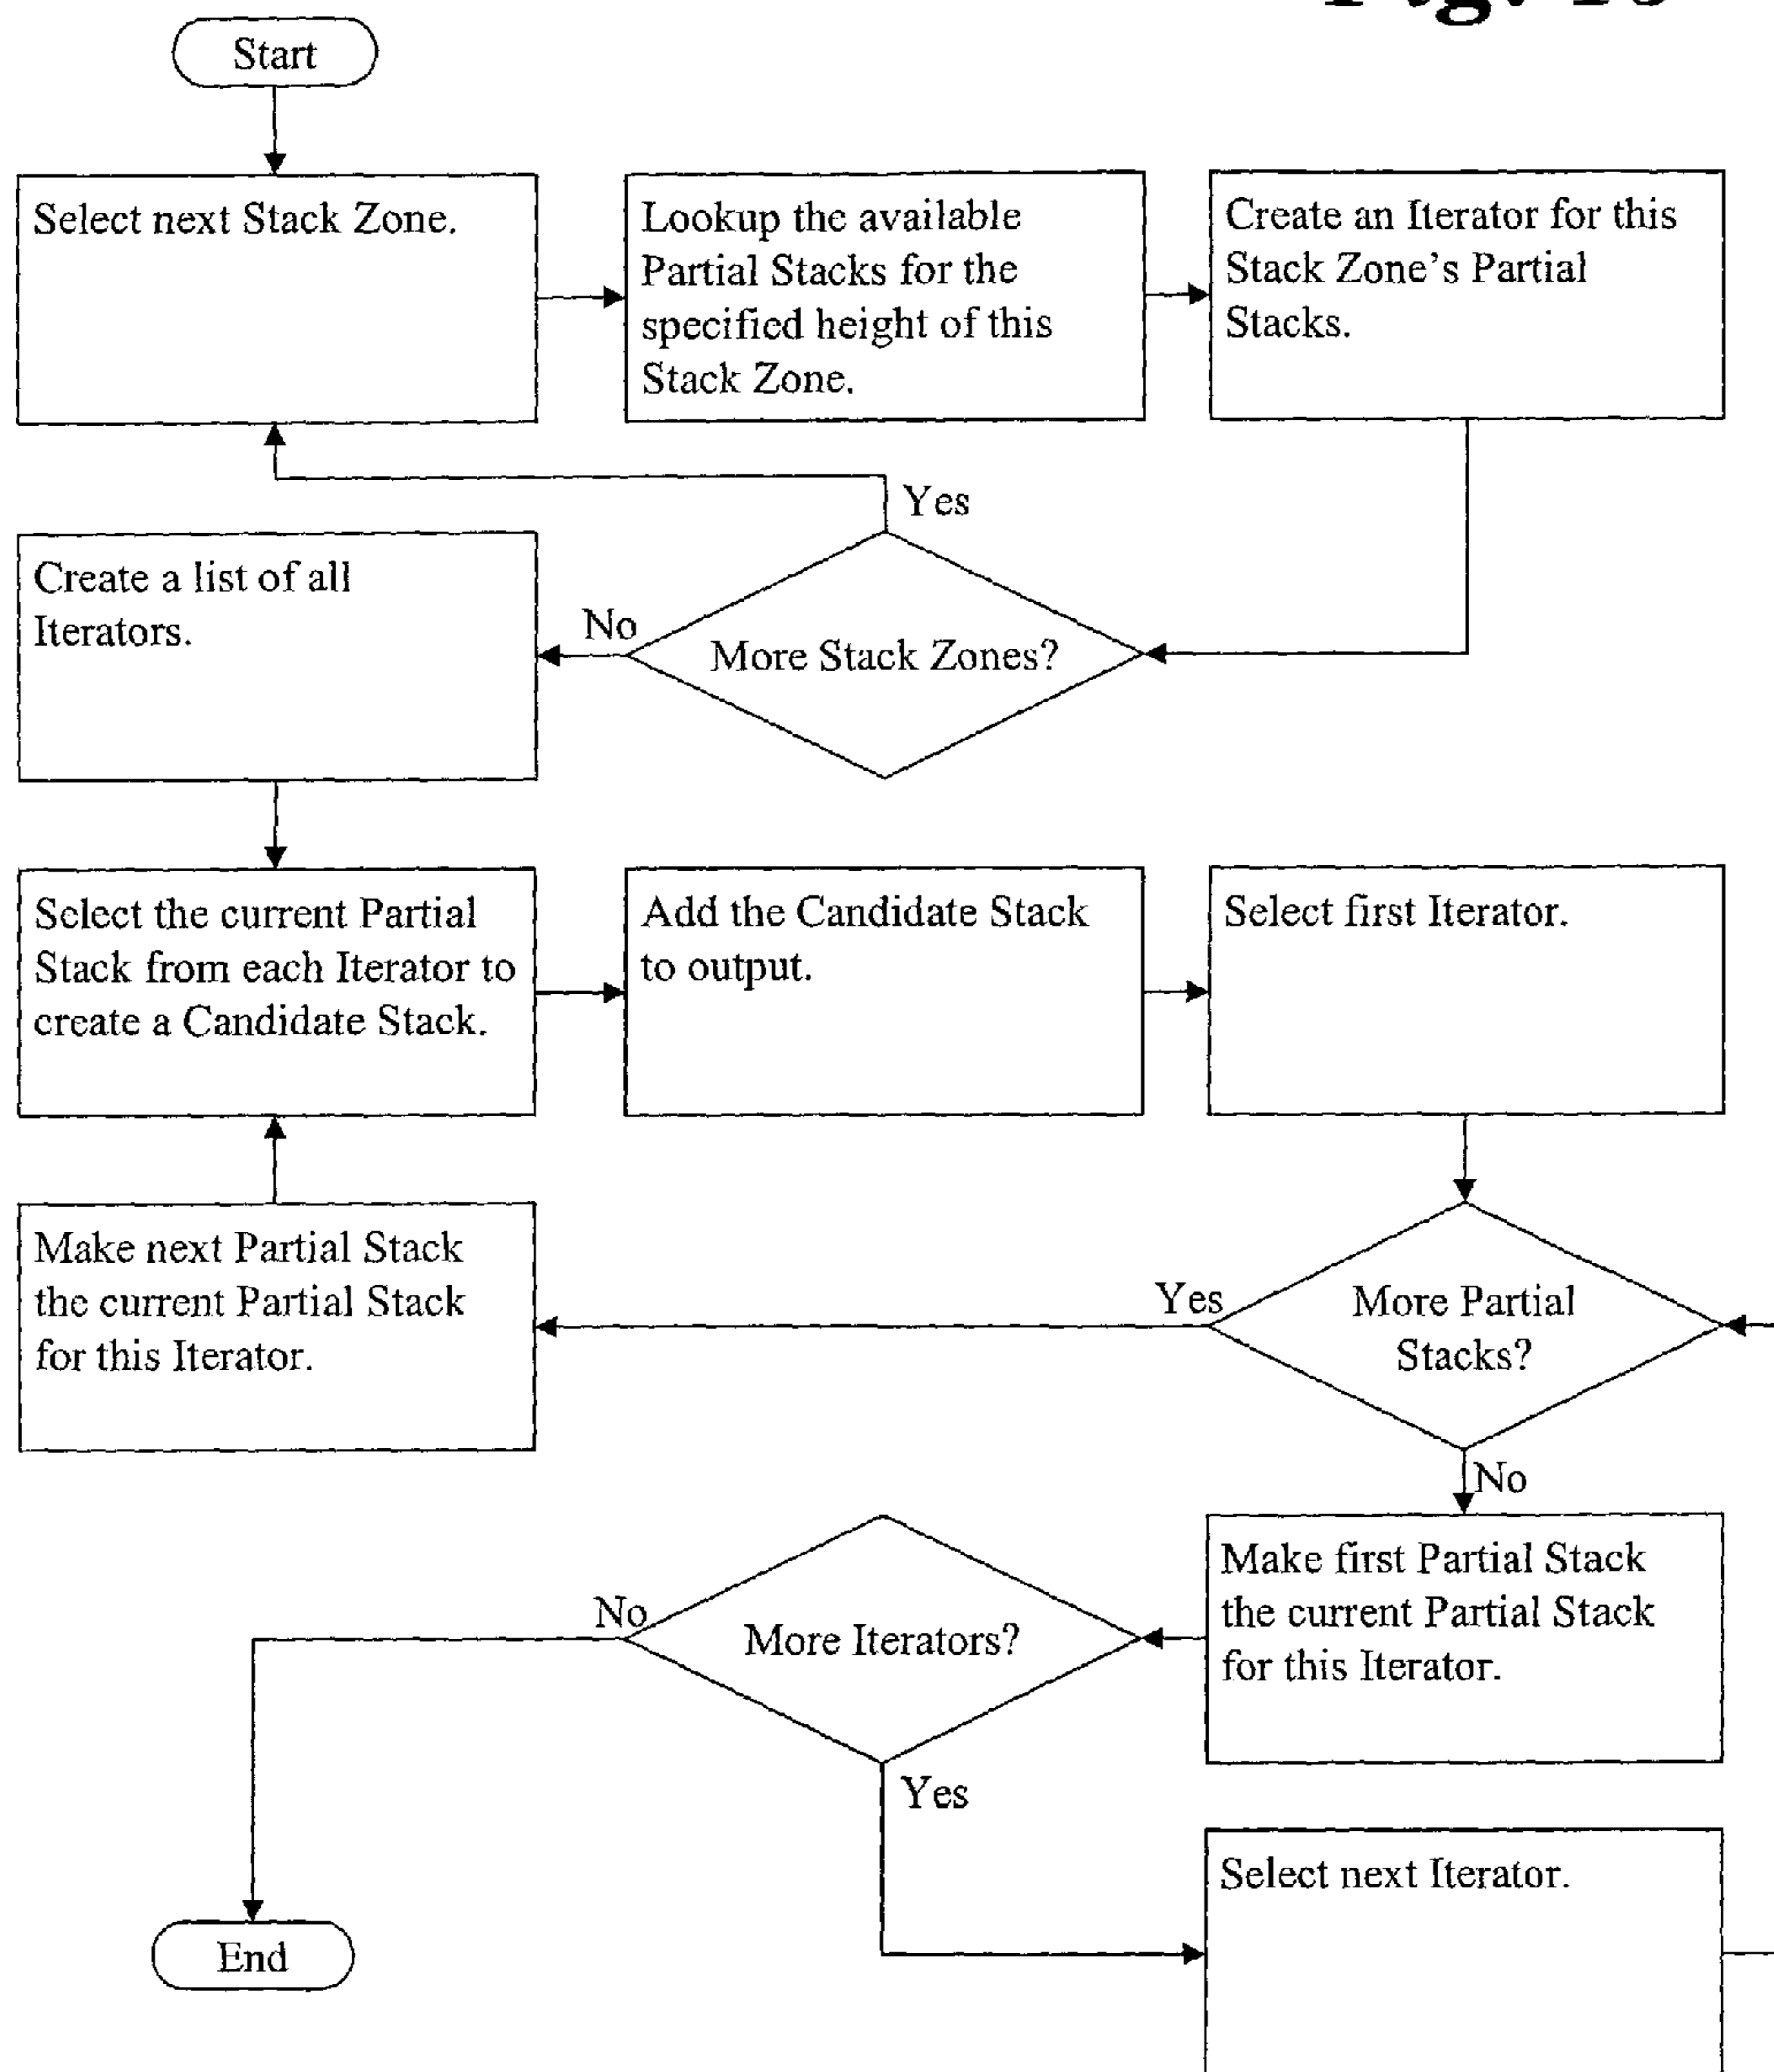 Start
Select next Stack Zone.
Lookup the available
Partial Stacks for the
specified height of this
Stack Zone.
Create an Iterator for this
Stack Zone's Partial
Stacks.
Yes
Create a list of all
Iterators.
No
More Stack Zones?
Select the current Partial
Stack from each Iterator to
create a Candidate Stack.
Add the Candidate Stack
to output.
Select first Iterator.
Make next Partial Stack
the current Partial Stack
for this Iterator.
Yes
More Partial
Stacks?
No
Make first Partial Stack
the current Partial Stack
for this Iterator.
No
More Iterators?
Yes
Select next Iterator.
End